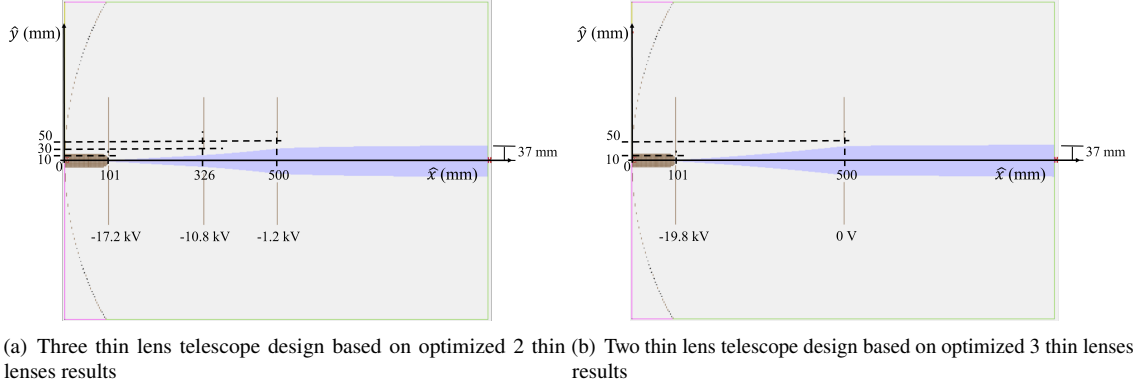 ŷ (mm)
50
30
10
0
101
326
500
x̂ (mm)
37 mm
-17.2 kV
-10.8 kV
-1.2 kV
(a) Three thin lens telescope design based on optimized 2 thin
lenses results
ŷ (mm)
50
10
0
101
500
x̂ (mm)
37 mm
-19.8 kV
0 V
(b) Two thin lens telescope design based on optimized 3 thin lenses
results